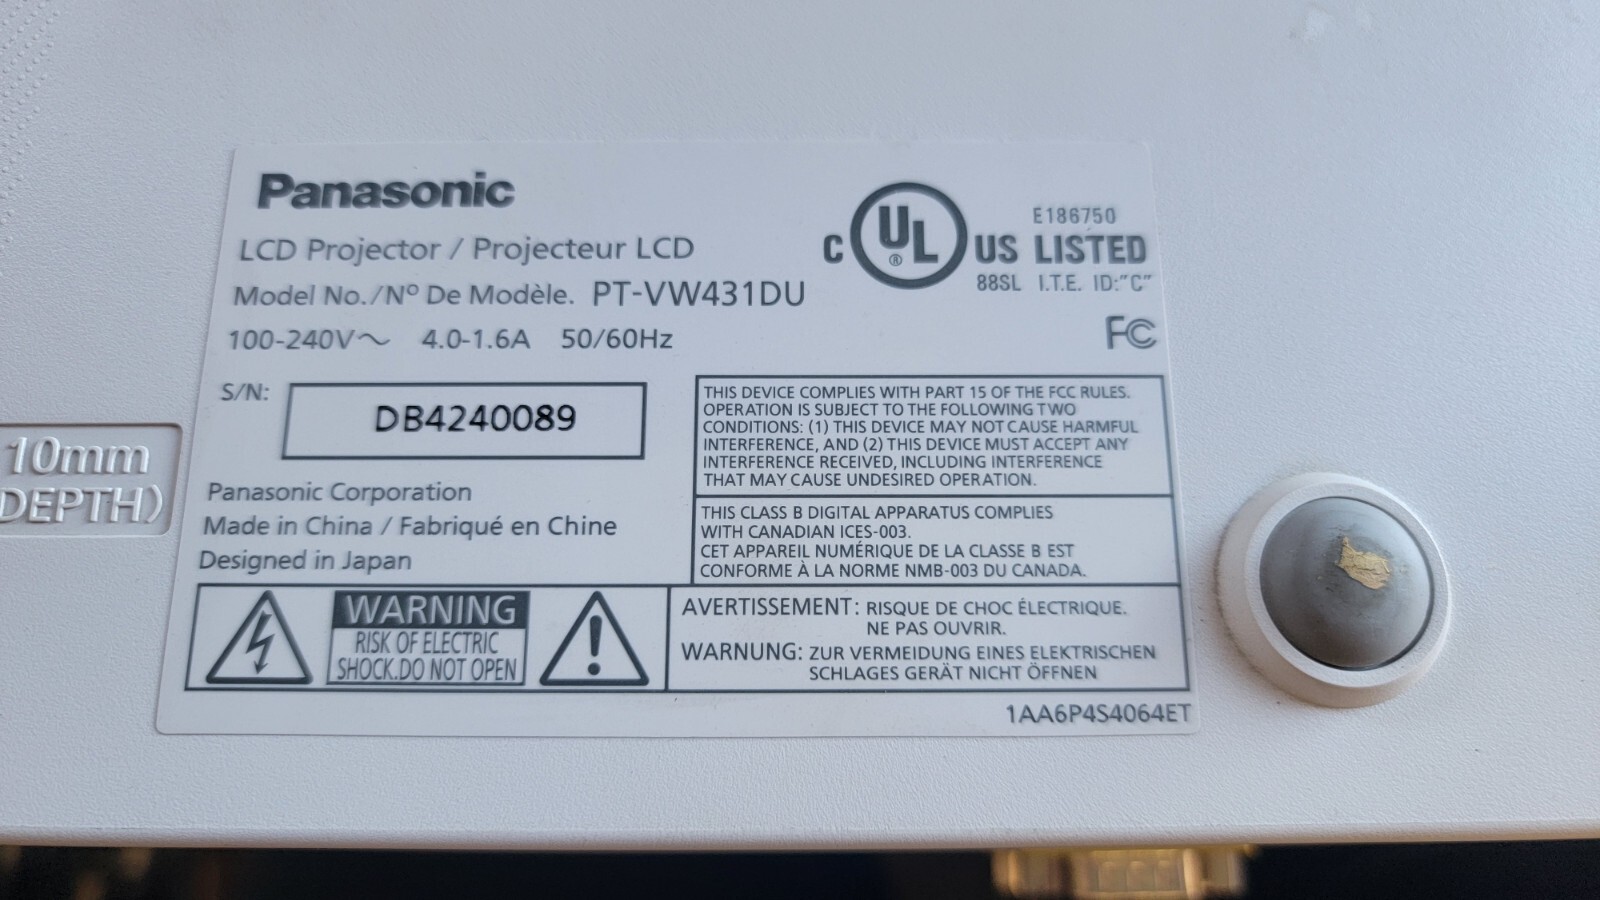 Panasonic
LCD Projector / Projecteur LCD
Model No./Nº De Modèle. PT-VW431DU
100-240V～ 4.0-1.6A 50/60Hz
C UL ® US LISTED
E186750
88SL I.T.E. ID:"C"
FC
S/N: DB4240089
10mm
DEPTH)
Panasonic Corporation
Made in China / Fabriqué en Chine
Designed in Japan
THIS DEVICE COMPLIES WITH PART 15 OF THE FCC RULES.
OPERATION IS SUBJECT TO THE FOLLOWING TWO
CONDITIONS: (1) THIS DEVICE MAY NOT CAUSE HARMFUL
INTERFERENCE, AND (2) THIS DEVICE MUST ACCEPT ANY
INTERFERENCE RECEIVED, INCLUDING INTERFERENCE
THAT MAY CAUSE UNDESIRED OPERATION.
THIS CLASS B DIGITAL APPARATUS COMPLIES
WITH CANADIAN ICES-003.
CET APPAREIL NUMÉRIQUE DE LA CLASSE B EST
CONFORME À LA NORME NMB-003 DU CANADA.
WARNING
RISK OF ELECTRIC
SHOCK.DO NOT OPEN
AVERTISSEMENT: RISQUE DE CHOC ÉLECTRIQUE.
NE PAS OUVRIR.
WARNUNG: ZUR VERMEIDUNG EINES ELEKTRISCHEN
SCHLAGES GERÄT NICHT ÖFFNEN
1AA6P4S4064ET